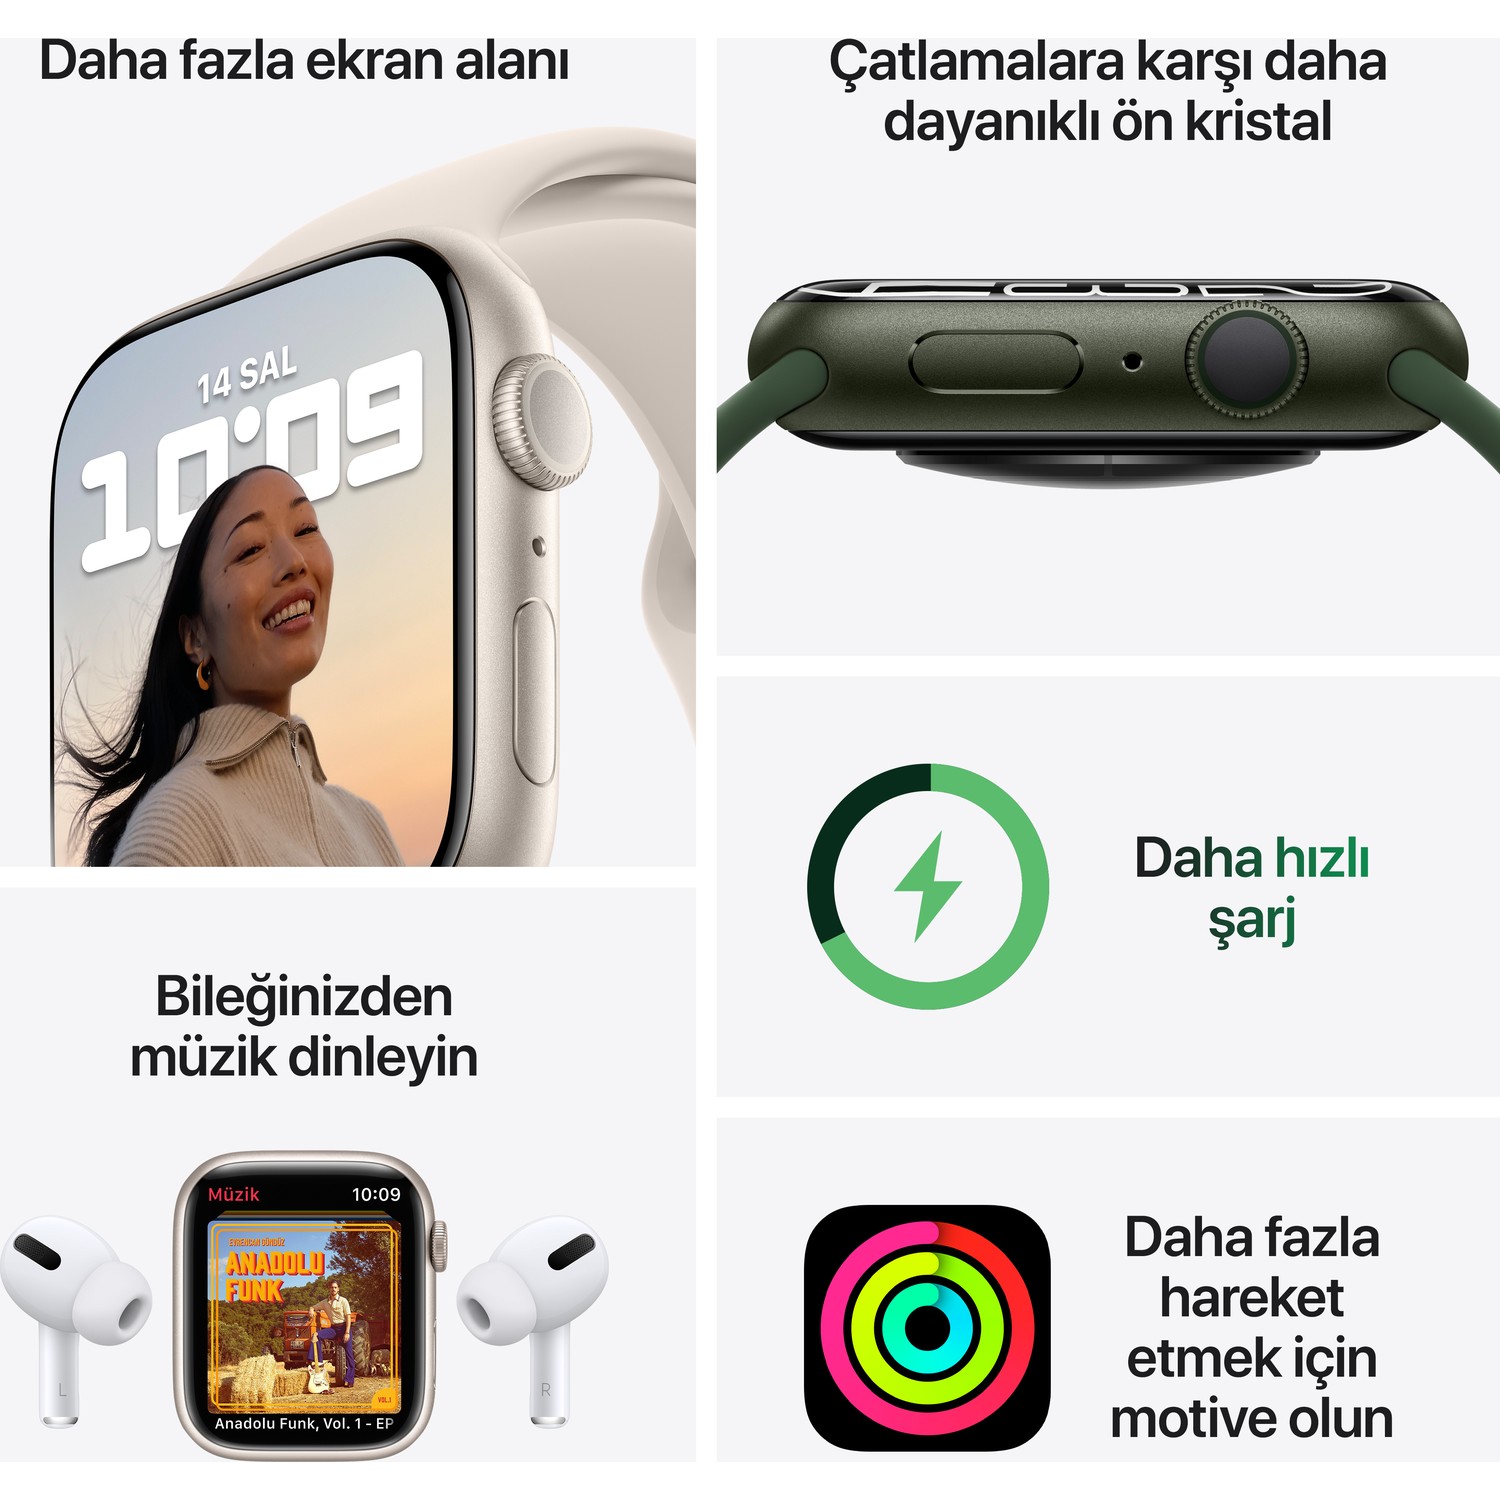 Daha fazla ekran alanı
14 SAL
10:09
Bileğinizden
müzik dinleyin
Müzik
10:09
EVRENCAN GÜNDÜZ
ANADOLU
FUNK
VOL.1
Anadolu Funk, Vol. 1 - EP
L
R
Çatlamalara karşı daha
dayanıklı ön kristal
Daha hızlı
şarj
Daha fazla
hareket
etmek için
motive olun